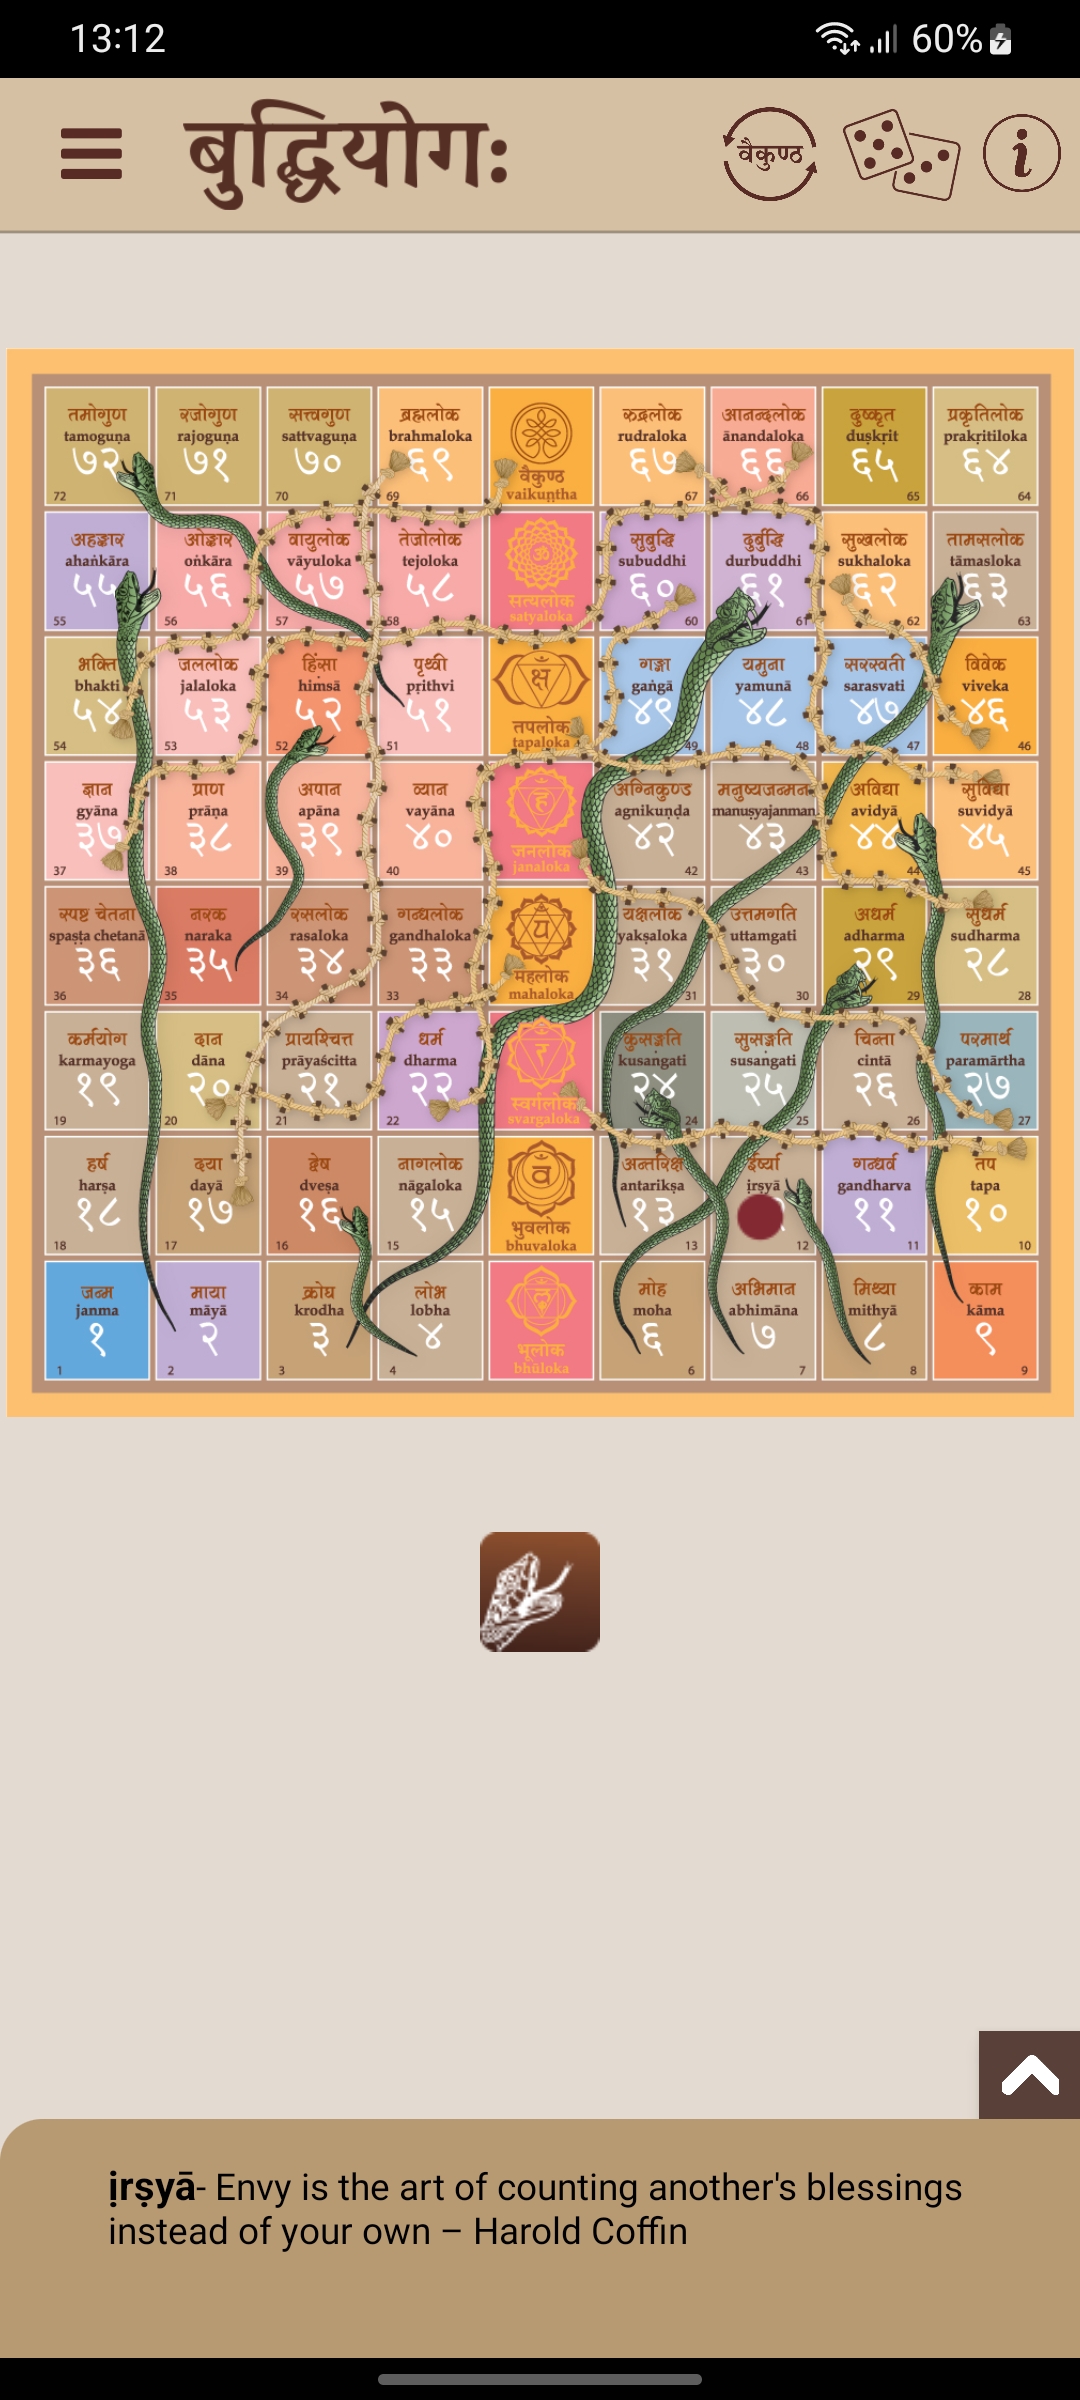 13:12
60%
बुद्धियोगः
वैकुण्ठ
i
तमोगुण रजोगुण सत्त्वगुण ब्रह्मलोक रुद्रलोक आनन्दलोक दुष्कृत प्रकृतिलोक
tamoguṇa rajoguṇa sattvaguṇa brahmaloka rudraloka ānandaloka duṣkṛit prakṛitiloka
७२ ७१ ७० ६९ वैकुण्ठ ६७ ६६ ६५ ६४
72 71 70 69 vaikuṇtha 67 66 65 64
अहङ्कार ओङ्कार वायुलोक तेजोलोक सुबुद्धि दुर्बुद्धि सुखलोक तामसलोक
ahaṅkāra oṅkāra vāyuloka tejoloka ॐ subuddhi durbuddhi sukhaloka tāmasloka
५५ ५६ ५७ ५८ सत्यलोक ६० ६१ ६२ ६३
55 56 57 58 satyaloka 60 61 62 63
भक्ति जललोक हिंसा पृथ्वी गङ्गा यमुना सरस्वती विवेक
bhakti jalaloka himsā pṛithvi क्ष gaṅgā yamunā sarasvati viveka
५४ ५३ ५२ ५१ तपलोक ४९ ४८ ४७ ४६
54 53 52 51 tapaloka 49 48 47 46
ज्ञान प्राण अपान व्यान अग्निकुण्ड मनुष्यजन्मन अविद्या सुविद्या
gyāna prāṇa apāna vayāna ह agnikuṇḍa manuṣyajanman avidyā suvidyā
३७ ३८ ३९ ४० जनलोक ४२ ४३ ४४ ४५
37 38 39 40 janaloka 42 43 44 45
स्पष्ट चेतना नरक रसलोक गन्धलोक यक्षलोक उत्तमगति अधर्म सुधर्म
spaṣṭa chetanā naraka rasaloka gandhaloka य yakṣaloka uttamgati adharma sudharma
३६ ३५ ३४ ३३ महलोक ३१ ३० २९ २८
36 35 34 33 mahaloka 31 30 29 28
कर्मयोग दान प्रायश्चित्त धर्म कुसङ्गति सुसङ्गति चिन्ता परमार्थ
karmayoga dāna prāyaścitta dharma र kusaṅgati susaṅgati cintā paramārtha
१९ २० २१ २२ स्वर्गलोक २४ २५ २६ २७
19 20 21 22 svargaloka 24 25 26 27
हर्ष दया द्वेष नागलोक अन्तरिक्ष ईर्ष्या गन्धर्व तप
harṣa dayā dveṣa nāgaloka व antarikṣa irṣyā gandharva tapa
१८ १७ १६ १५ भुवलोक १३ ११ १०
18 17 16 15 bhuvaloka 13 12 11 10
जन्म माया क्रोध लोभ मोह अभिमान मिथ्या काम
janma māyā krodha lobha ल moha abhimāna mithyā kāma
१ २ ३ ४ भूलोक ६ ७ ८ ९
1 2 3 4 bhūloka 6 7 8 9
ịrṣyā- Envy is the art of counting another's blessings
instead of your own – Harold Coffin